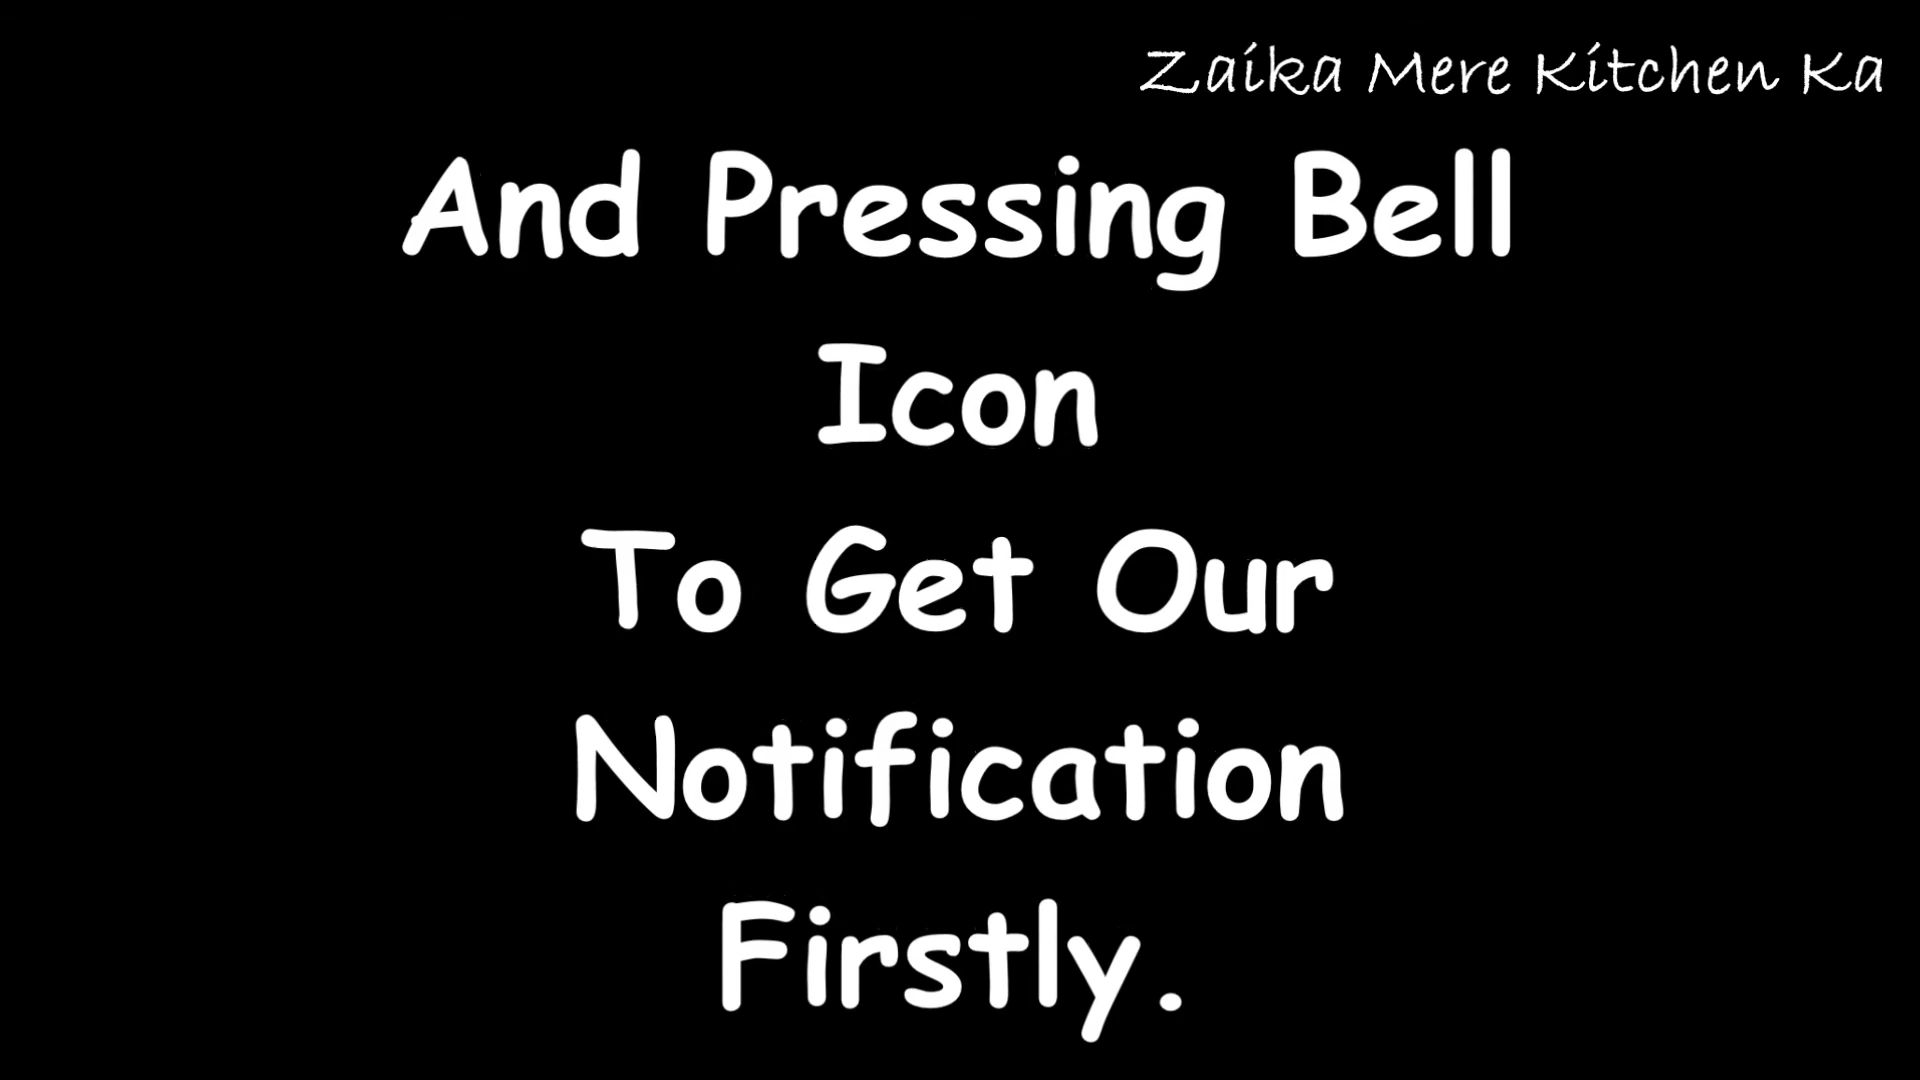 Zaika Mere Kitchen Ka
And Pressing Bell
Icon
To Get Our
Notification
Firstly.